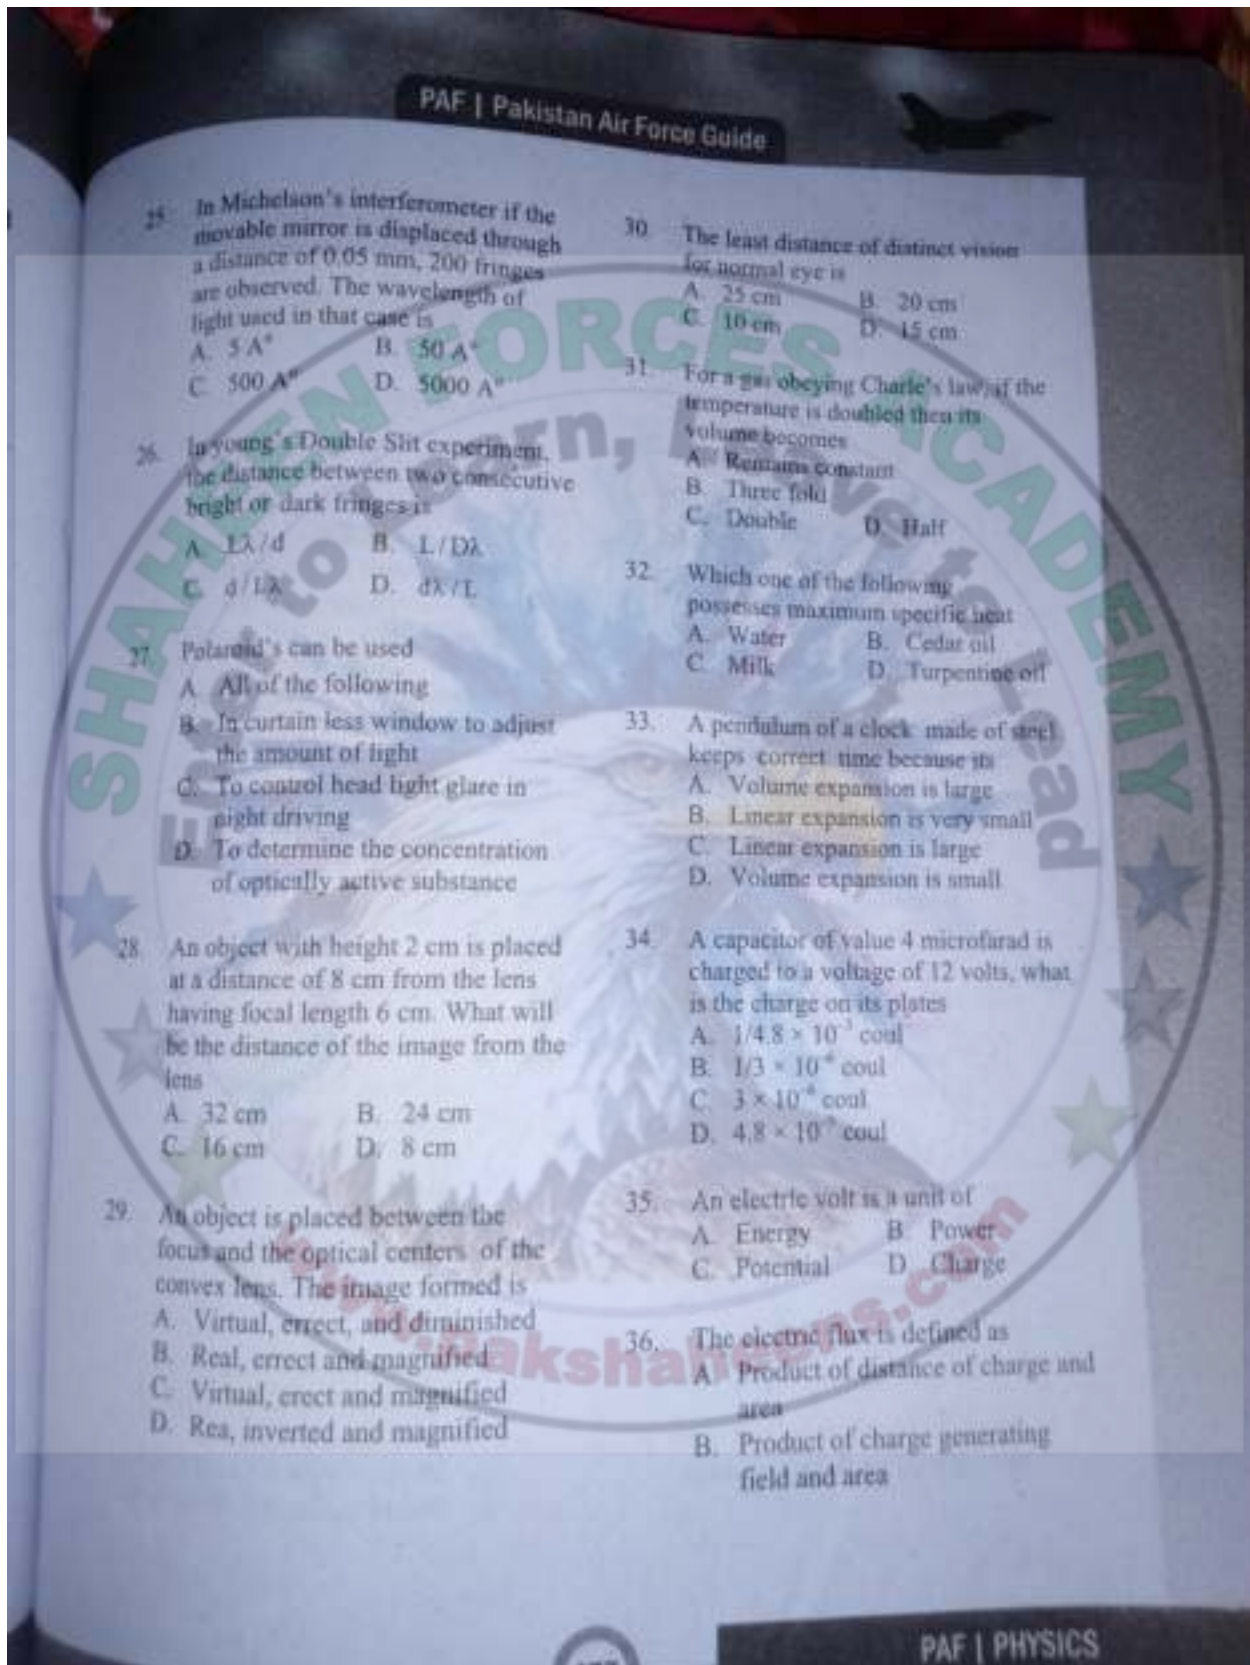 PAF | Pakistan Air Force Guide
25. In Michelson's interferometer if the
movable mirror is displaced through
a distance of 0.05 mm, 200 fringes
are observed. The wavelength of
light used in that case is
A. 5 A° B. 50 A°
C. 500 A° D. 5000 A°
26. In young's Double Slit experiment,
the distance between two consecutive
bright or dark fringes is
A. Lλ/d B. L/Dλ
C. d/Lλ D. dλ/L
27. Polaroid's can be used
A. All of the following
B. In curtain less window to adjust
the amount of light
C. To control head light glare in
night driving
D. To determine the concentration
of optically active substance
28. An object with height 2 cm is placed
at a distance of 8 cm from the lens
having focal length 6 cm. What will
be the distance of the image from the
lens
A. 32 cm B. 24 cm
C. 16 cm D. 8 cm
29. An object is placed between the
focus and the optical centers of the
convex lens. The image formed is
A. Virtual, errect, and diminished
B. Real, errect and magnified
C. Virtual, erect and magnified
D. Rea, inverted and magnified
30. The least distance of distinct vision
for normal eye is
A. 25 cm B. 20 cm
C. 10 cm D. 15 cm
31. For a gas obeying Charle's law, if the
temperature is doubled then its
volume becomes
A. Remains constant
B. Three fold
C. Double D. Half
32. Which one of the following
possesses maximum specific heat
A. Water B. Cedar oil
C. Milk D. Turpentine oil
33. A pendulum of a clock made of steel
keeps correct time because its
A. Volume expansion is large
B. Linear expansion is very small
C. Linear expansion is large
D. Volume expansion is small
34. A capacitor of value 4 microfarad is
charged to a voltage of 12 volts, what
is the charge on its plates
A. 1/4.8 × 10 coul
B. 1/3 × 10 coul
C. 3 × 10 coul
D. 4.8 × 10 coul
35. An electric volt is a unit of
A. Energy B. Power
C. Potential D. Charge
36. The electric flux is defined as
A. Product of distance of charge and
area
B. Product of charge generating
field and area
PAF | PHYSICS
SHAHEEN FORCES ACADEMY
Enter to Learn, Leave to Lead
www.Pakshaheens.com